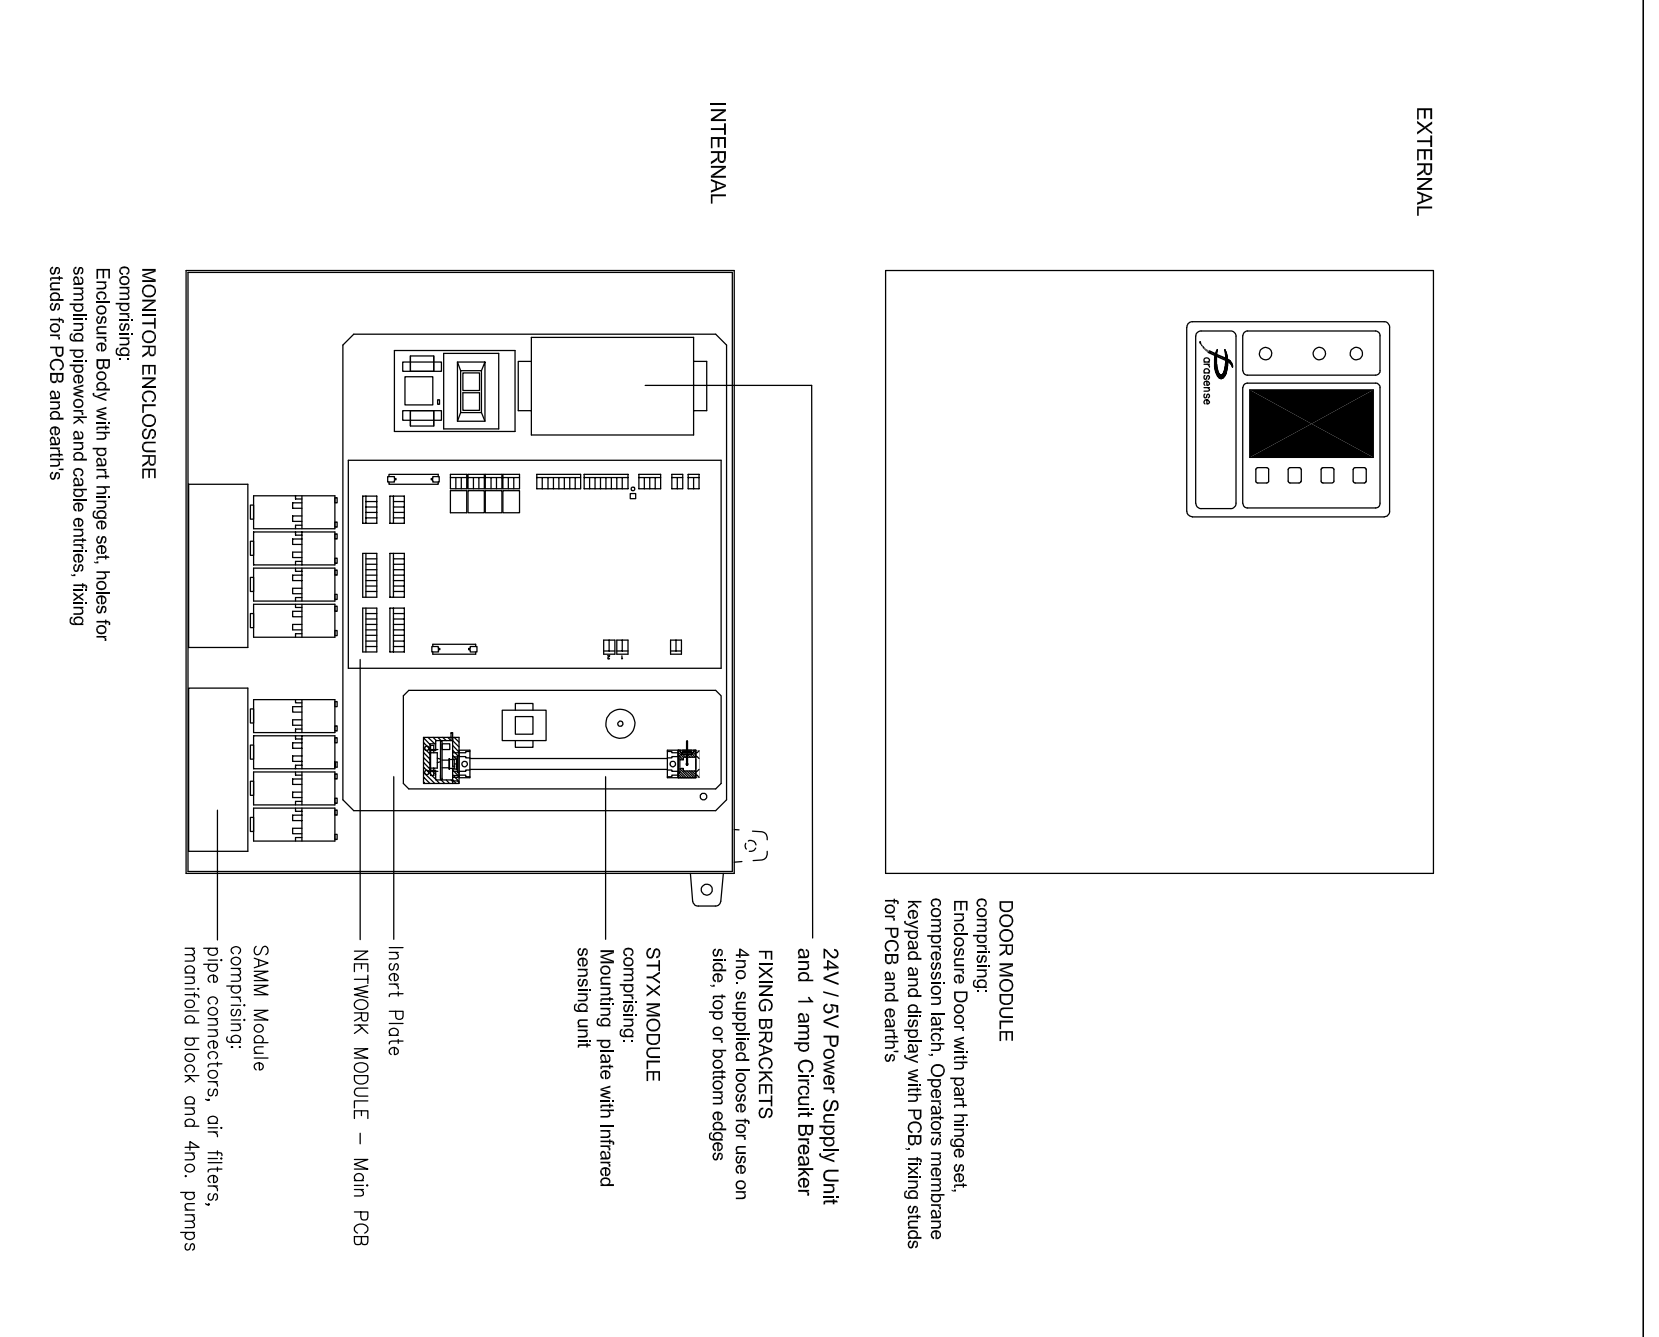 EXTERNAL
Parasense
DOOR MODULE
comprising:
Enclosure Door with part hinge set,
compression latch, Operators membrane
keypad and display with PCB, fixing studs
for PCB and earth's
INTERNAL
24V / 5V Power Supply Unit
and 1 amp Circuit Breaker
FIXING BRACKETS
4no. supplied loose for use on
side, top or bottom edges
STYX MODULE
comprising:
Mounting plate with Infrared
sensing unit
Insert Plate
NETWORK MODULE – Main PCB
SAMM Module
comprising:
pipe connectors, air filters,
manifold block and 4no. pumps
MONITOR ENCLOSURE
comprising:
Enclosure Body with part hinge set, holes for
sampling pipework and cable entries, fixing
studs for PCB and earth's